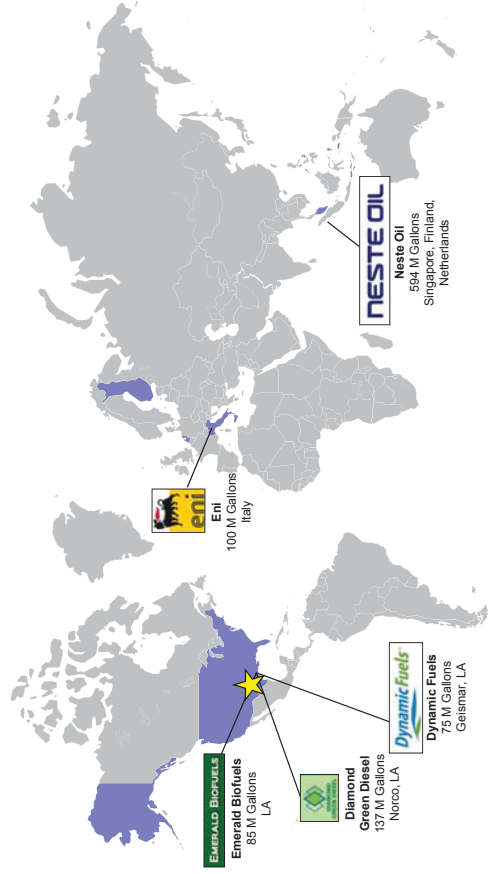 EMERALD BIOFUELS
Emerald Biofuels
85 M Gallons
LA
Diamond
Green Diesel
137 M Gallons
Norco, LA
Dynamic Fuels
Dynamic Fuels
75 M Gallons
Geismar, LA
eni
Eni
100 M Gallons
Italy
NESTE OIL
Neste Oil
594 M Gallons
Singapore, Finland,
Netherlands